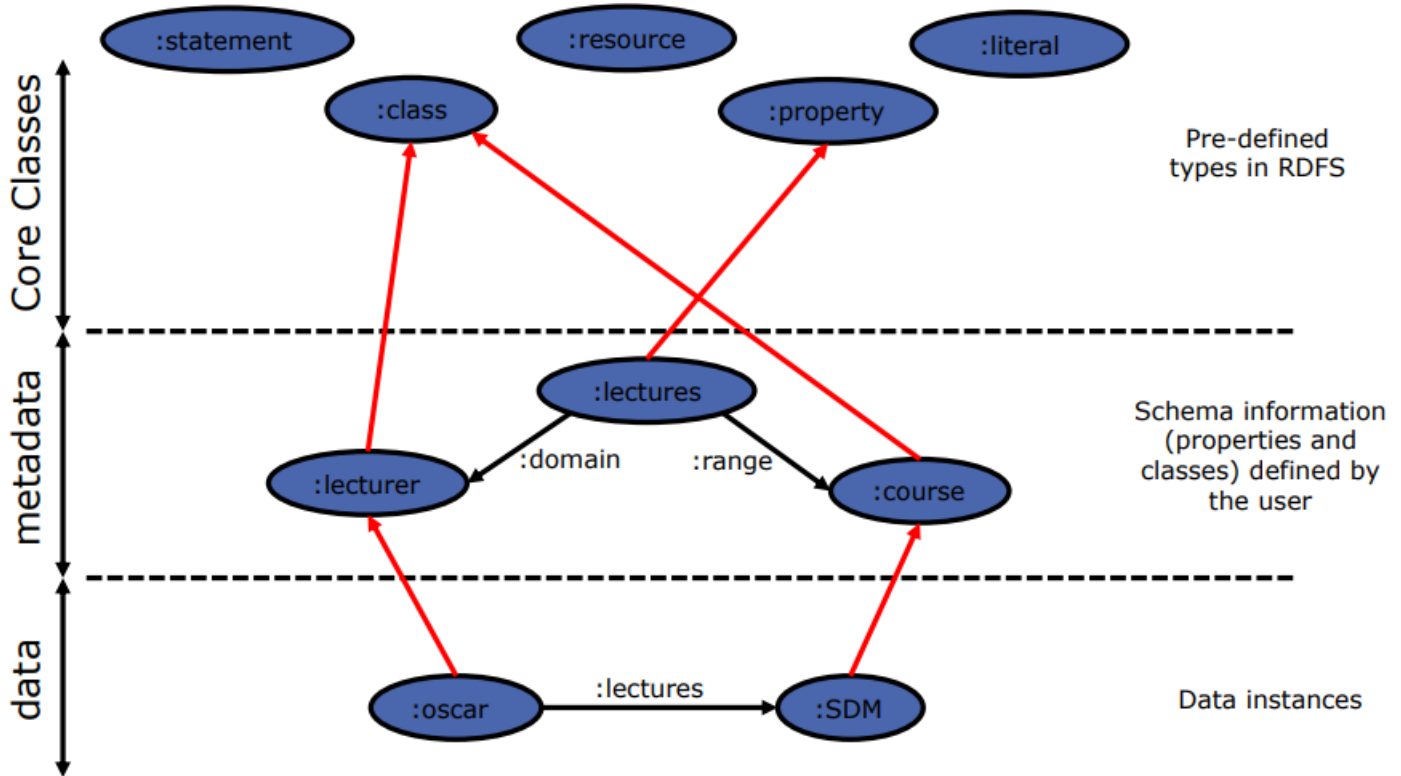 :statement
:resource
:literal
:class
:property
Core Classes
Pre-defined
types in RDFS
:lectures
:domain
:range
:lecturer
:course
metadata
Schema information
(properties and
classes) defined by
the user
:lectures
:oscar
:SDM
data
Data instances